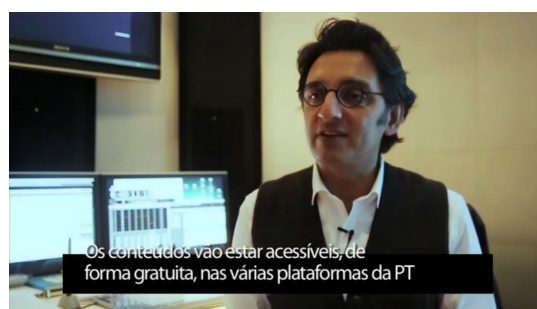 Os conteúdos vão estar acessíveis, de
forma gratuita, nas várias plataformas da PT